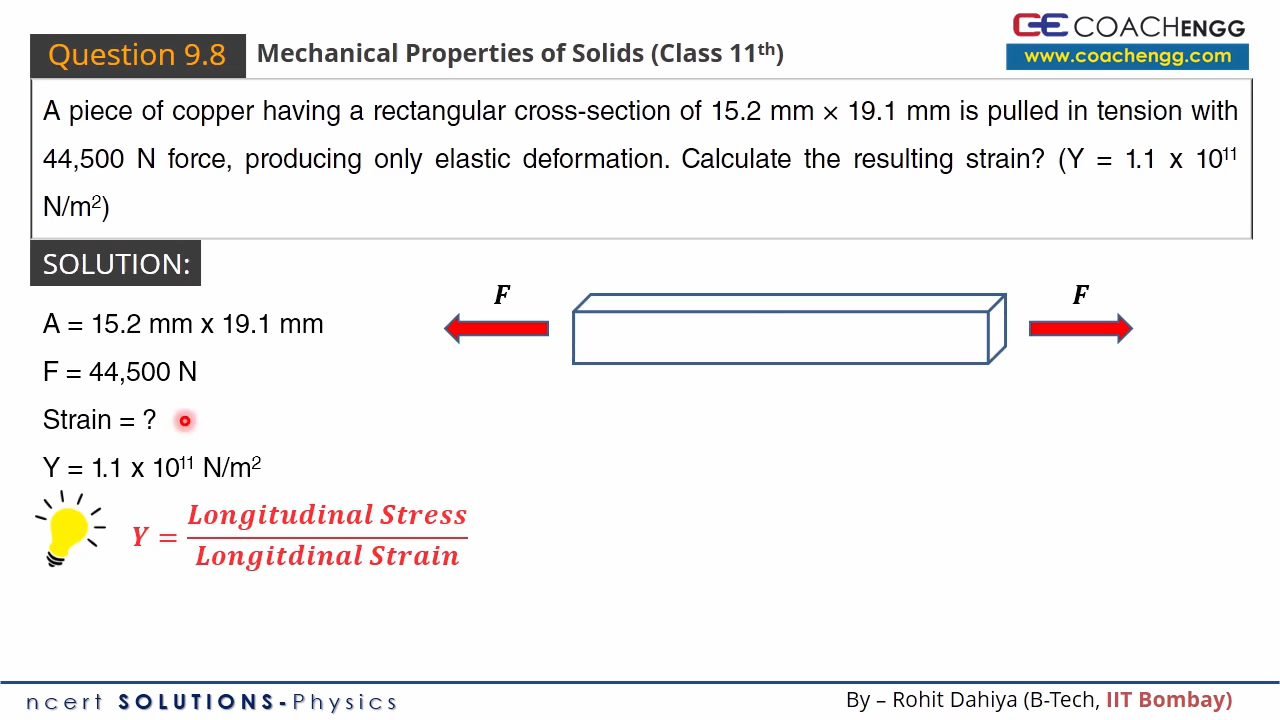 Question 9.8
Mechanical Properties of Solids (Class 11th)
CE COACHENGG
www.coachengg.com
A piece of copper having a rectangular cross-section of 15.2 mm × 19.1 mm is pulled in tension with
44,500 N force, producing only elastic deformation. Calculate the resulting strain? (Y = 1.1 x 10¹¹
N/m²)
SOLUTION:
F
F
A = 15.2 mm x 19.1 mm
F = 44,500 N
Strain = ?
Y = 1.1 x 10¹¹ N/m²
Y = Longitudinal Stress
Longitdinal Strain
ncert SOLUTIONS-Physics
By – Rohit Dahiya (B-Tech, IIT Bombay)